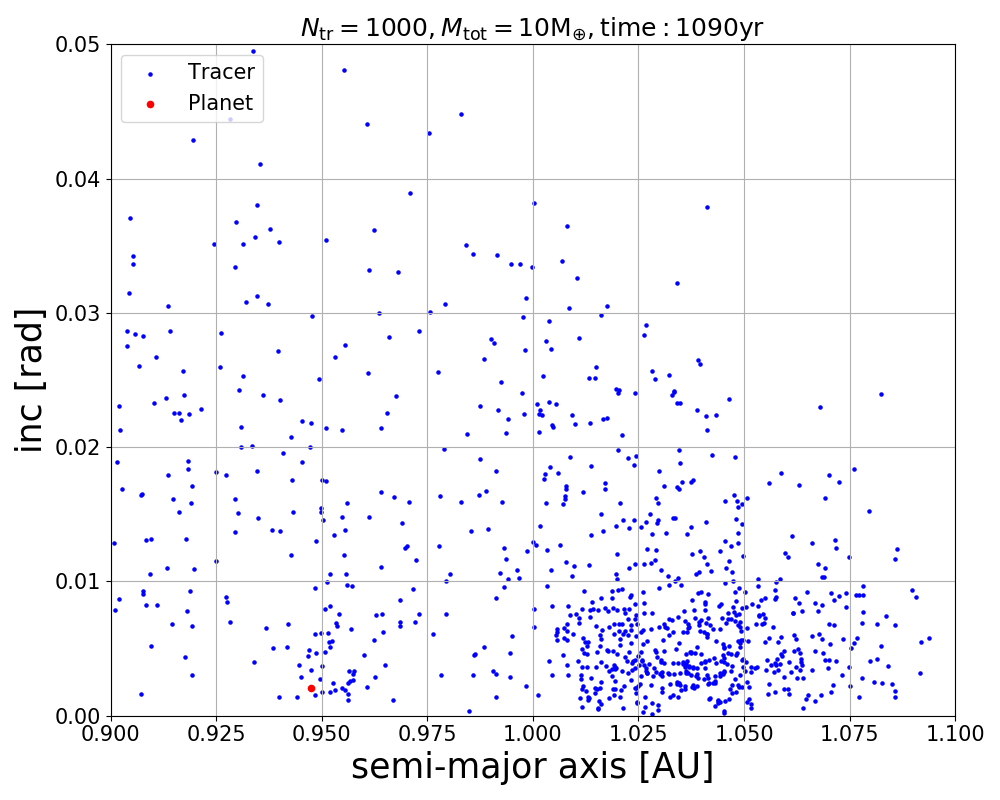 N_tr = 1000, M_tot = 10M_⊕, time : 1090yr
Tracer
Planet
0.05
0.04
0.03
0.02
0.01
0.00
inc [rad]
0.900 0.925 0.950 0.975 1.000 1.025 1.050 1.075 1.100
semi-major axis [AU]